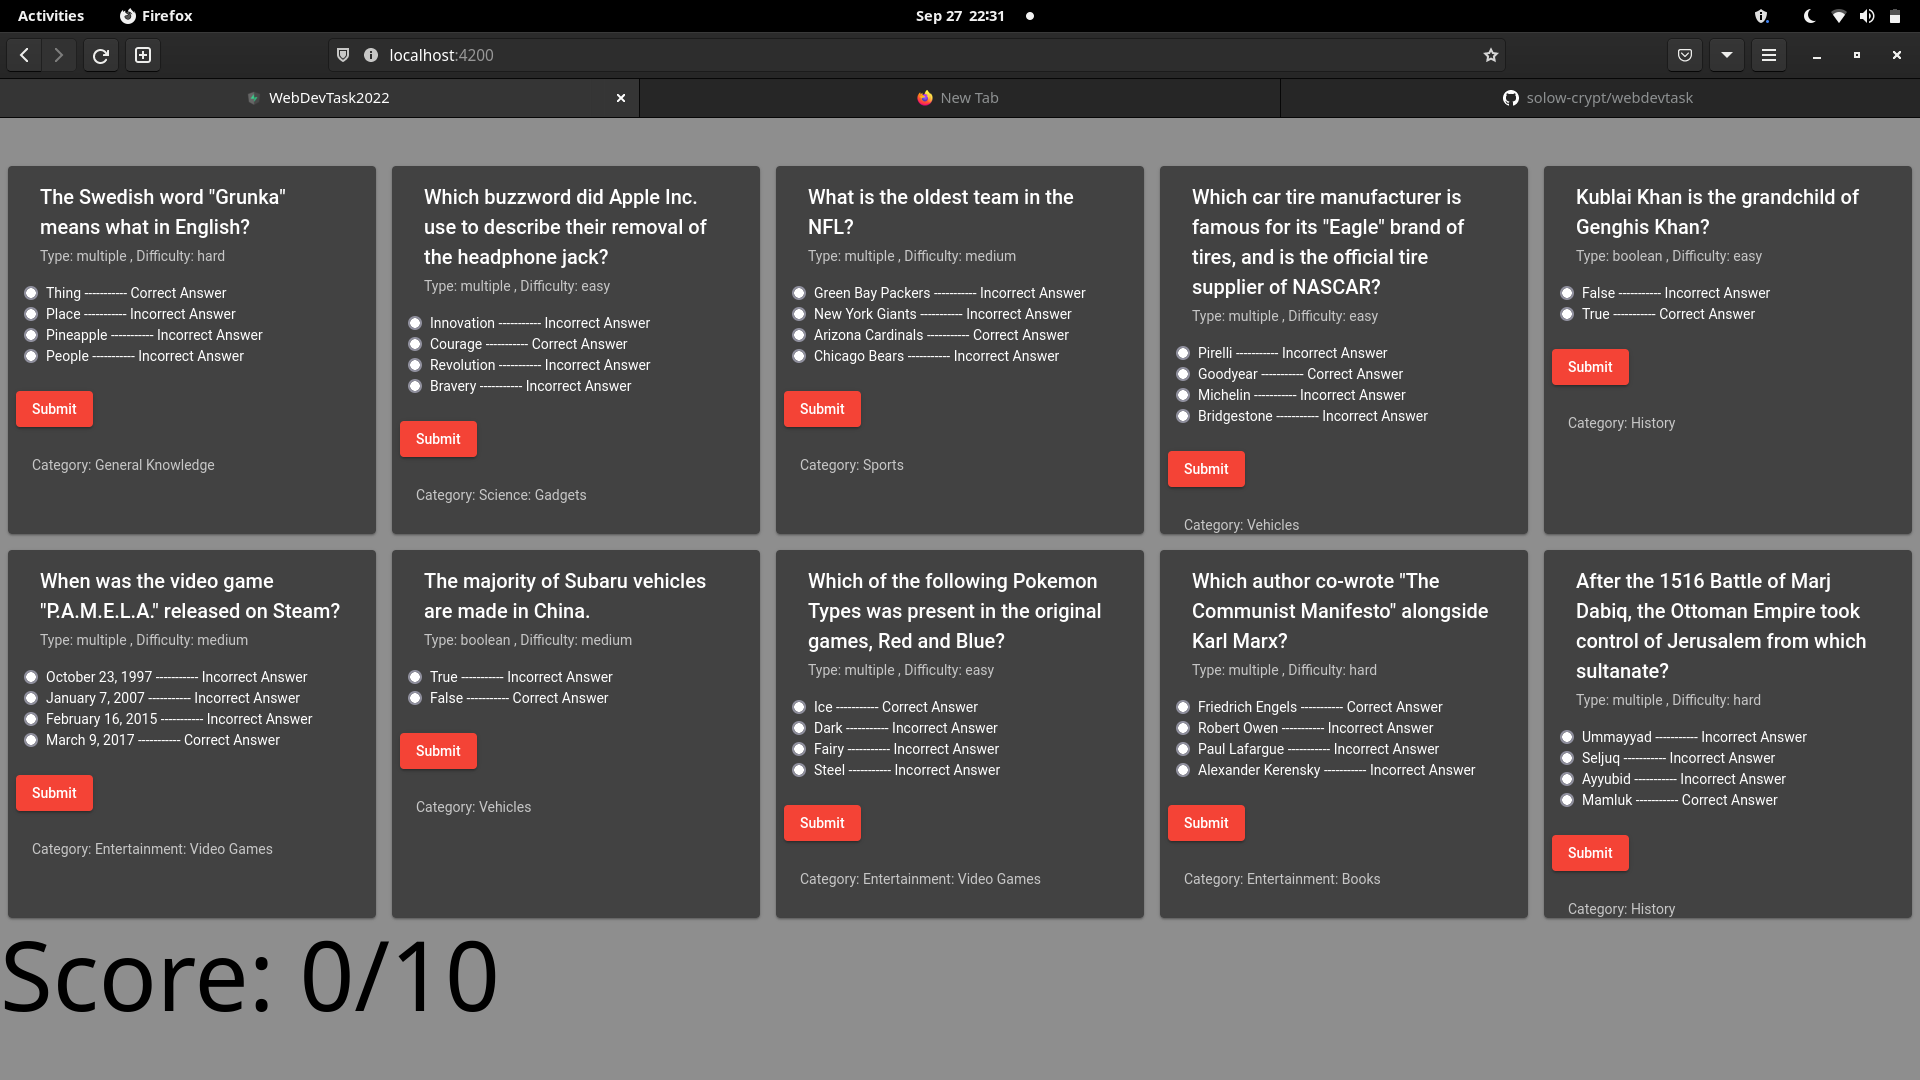 Activities
Firefox
Sep 27 22:31
localhost:4200
WebDevTask2022
New Tab
solow-crypt/webdevtask
The Swedish word "Grunka"
means what in English?
Type: multiple , Difficulty: hard
Thing ---------- Correct Answer
Place ---------- Incorrect Answer
Pineapple ---------- Incorrect Answer
People ---------- Incorrect Answer
Submit
Category: General Knowledge
Which buzzword did Apple Inc.
use to describe their removal of
the headphone jack?
Type: multiple , Difficulty: easy
Innovation ---------- Incorrect Answer
Courage ---------- Correct Answer
Revolution ---------- Incorrect Answer
Bravery ---------- Incorrect Answer
Submit
Category: Science: Gadgets
What is the oldest team in the
NFL?
Type: multiple , Difficulty: medium
Green Bay Packers ---------- Incorrect Answer
New York Giants ---------- Incorrect Answer
Arizona Cardinals ---------- Correct Answer
Chicago Bears ---------- Incorrect Answer
Submit
Category: Sports
Which car tire manufacturer is
famous for its "Eagle" brand of
tires, and is the official tire
supplier of NASCAR?
Type: multiple , Difficulty: easy
Pirelli ---------- Incorrect Answer
Goodyear ---------- Correct Answer
Michelin ---------- Incorrect Answer
Bridgestone ---------- Incorrect Answer
Submit
Category: Vehicles
Kublai Khan is the grandchild of
Genghis Khan?
Type: boolean , Difficulty: easy
False ---------- Incorrect Answer
True ---------- Correct Answer
Submit
Category: History
When was the video game
"P.A.M.E.L.A." released on Steam?
Type: multiple , Difficulty: medium
October 23, 1997 ---------- Incorrect Answer
January 7, 2007 ---------- Incorrect Answer
February 16, 2015 ---------- Incorrect Answer
March 9, 2017 ---------- Correct Answer
Submit
Category: Entertainment: Video Games
The majority of Subaru vehicles
are made in China.
Type: boolean , Difficulty: medium
True ---------- Incorrect Answer
False ---------- Correct Answer
Submit
Category: Vehicles
Which of the following Pokemon
Types was present in the original
games, Red and Blue?
Type: multiple , Difficulty: easy
Ice ---------- Correct Answer
Dark ---------- Incorrect Answer
Fairy ---------- Incorrect Answer
Steel ---------- Incorrect Answer
Submit
Category: Entertainment: Video Games
Which author co-wrote "The
Communist Manifesto" alongside
Karl Marx?
Type: multiple , Difficulty: hard
Friedrich Engels ---------- Correct Answer
Robert Owen ---------- Incorrect Answer
Paul Lafargue ---------- Incorrect Answer
Alexander Kerensky ---------- Incorrect Answer
Submit
Category: Entertainment: Books
After the 1516 Battle of Marj
Dabiq, the Ottoman Empire took
control of Jerusalem from which
sultanate?
Type: multiple , Difficulty: hard
Ummayyad ---------- Incorrect Answer
Seljuq ---------- Incorrect Answer
Ayyubid ---------- Incorrect Answer
Mamluk ---------- Correct Answer
Submit
Category: History
Score: 0/10